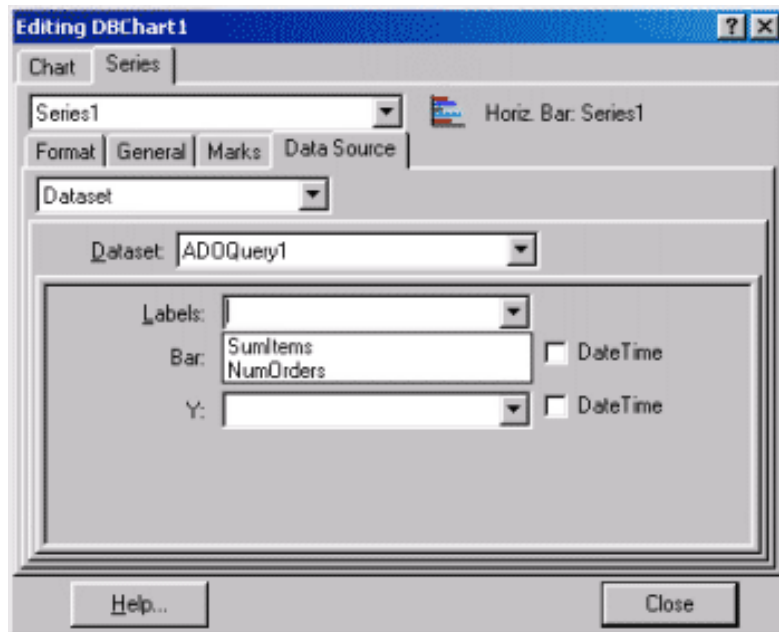 Editing DBChart1
Chart Series
Series1 Horiz. Bar: Series1
Format General Marks Data Source
Dataset
Dataset: ADOQuery1
Labels:
SumItems
Bar: DateTime
NumOrders
Y: DateTime
Help... Close